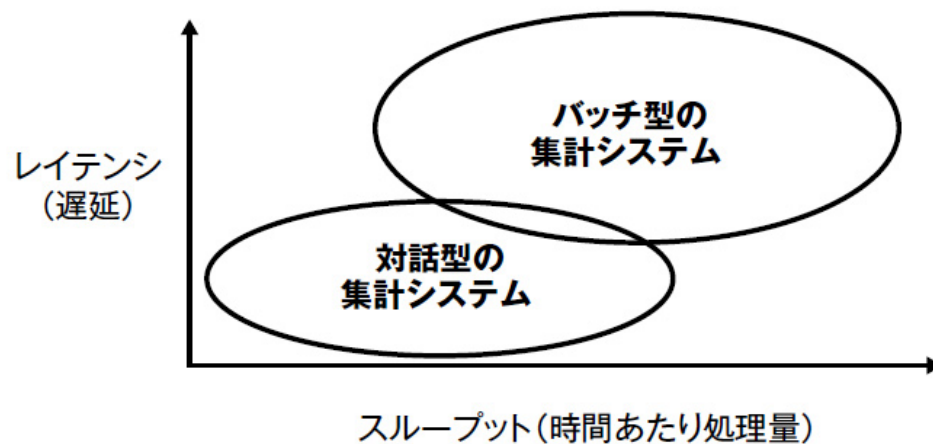 バッチ型の
集計システム
レイテンシ
（遅延）
対話型の
集計システム
スループット（時間あたり処理量）